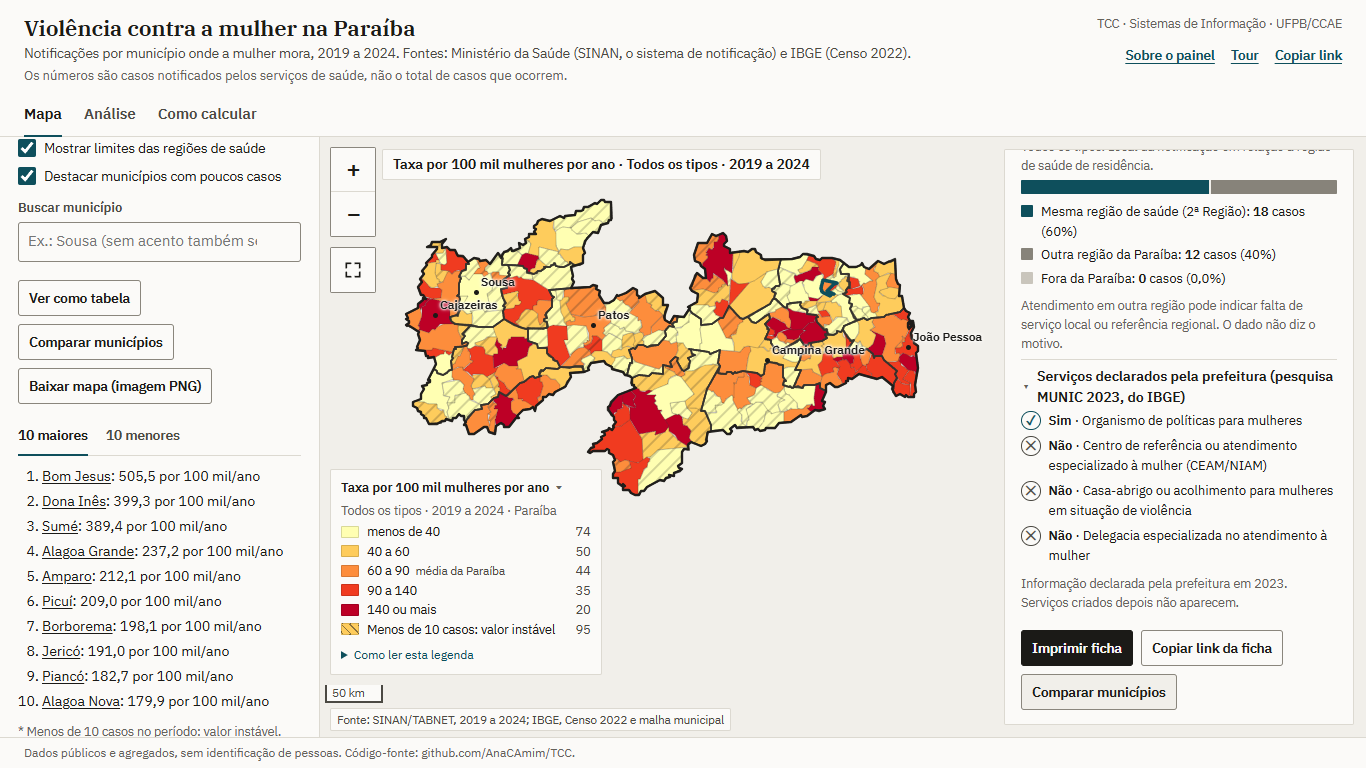 Violência contra a mulher na Paraíba
Notificações por município onde a mulher mora, 2019 a 2024. Fontes: Ministério da Saúde (SINAN, o sistema de notificação) e IBGE (Censo 2022).
Os números são casos notificados pelos serviços de saúde, não o total de casos que ocorrem.
TCC · Sistemas de Informação · UFPB/CCAE
Sobre o painel Tour Copiar link
Mapa Análise Como calcular
Mostrar limites das regiões de saúde
Destacar municípios com poucos casos
Buscar município
Ex.: Sousa (sem acento também
Ver como tabela
Comparar municípios
Baixar mapa (imagem PNG)
10 maiores 10 menores
1. Bom Jesus: 505,5 por 100 mil/ano
2. Dona Inês: 399,3 por 100 mil/ano
3. Sumé: 389,4 por 100 mil/ano
4. Alagoa Grande: 237,2 por 100 mil/ano
5. Amparo: 212,1 por 100 mil/ano
6. Picuí: 209,0 por 100 mil/ano
7. Borborema: 198,1 por 100 mil/ano
8. Jericó: 191,0 por 100 mil/ano
9. Piancó: 182,7 por 100 mil/ano
10. Alagoa Nova: 179,9 por 100 mil/ano
* Menos de 10 casos no período: valor instável.
+
−
Taxa por 100 mil mulheres por ano · Todos os tipos · 2019 a 2024
Sousa
Cajazeiras
Patos
Campina Grande
João Pessoa
Taxa por 100 mil mulheres por ano
Todos os tipos · 2019 a 2024 · Paraíba
menos de 40 74
40 a 60 50
60 a 90 média da Paraíba 44
90 a 140 35
140 ou mais 20
Menos de 10 casos: valor instável 95
Como ler esta legenda
50 km
Fonte: SINAN/TABNET, 2019 a 2024; IBGE, Censo 2022 e malha municipal
de saúde de residência.
Mesma região de saúde (2ª Região): 18 casos
(60%)
Outra região da Paraíba: 12 casos (40%)
Fora da Paraíba: 0 casos (0,0%)
Atendimento em outra região pode indicar falta de
serviço local ou referência regional. O dado não diz o
motivo.
Serviços declarados pela prefeitura (pesquisa
MUNIC 2023, do IBGE)
Sim · Organismo de políticas para mulheres
Não · Centro de referência ou atendimento
especializado à mulher (CEAM/NIAM)
Não · Casa-abrigo ou acolhimento para mulheres
em situação de violência
Não · Delegacia especializada no atendimento à
mulher
Informação declarada pela prefeitura em 2023.
Serviços criados depois não aparecem.
Imprimir ficha
Copiar link da ficha
Comparar municípios
Dados públicos e agregados, sem identificação de pessoas. Código-fonte: github.com/AnaCAmim/TCC.